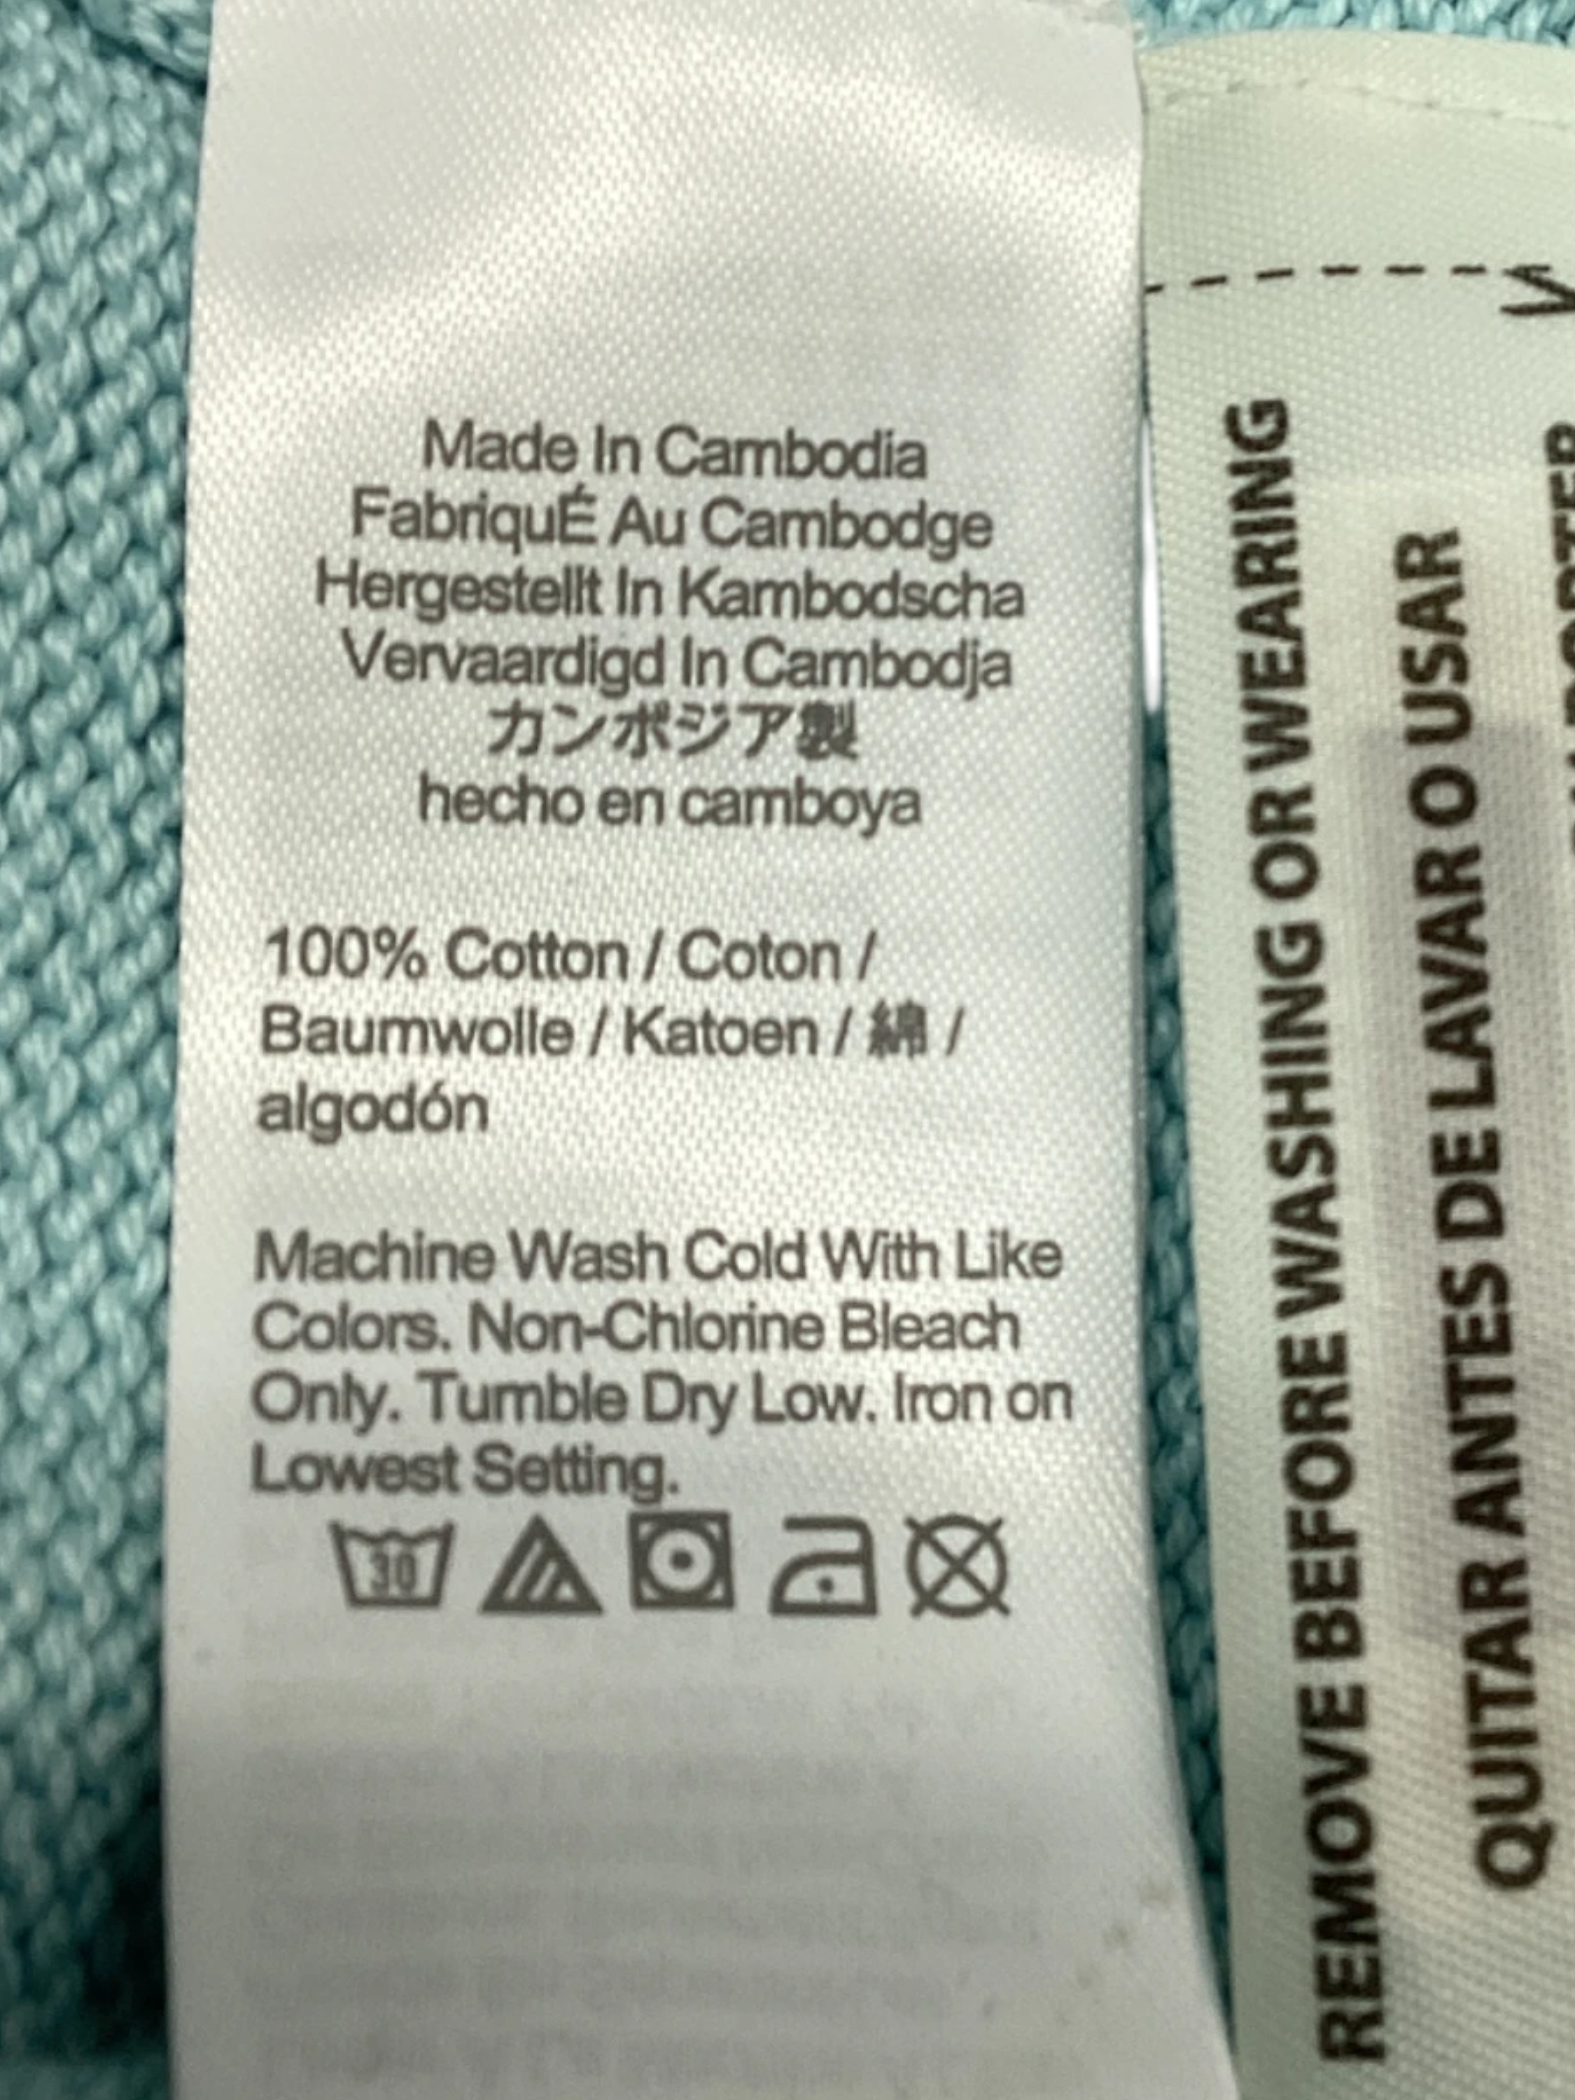 Made In Cambodia
FabriquÉ Au Cambodge
Hergestellt In Kambodscha
Vervaardigd In Cambodja
カンボジア製
hecho en camboya
100% Cotton / Coton /
Baumwolle / Katoen / 綿 /
algodón
Machine Wash Cold With Like
Colors. Non-Chlorine Bleach
Only. Tumble Dry Low. Iron on
Lowest Setting.
30
REMOVE BEFORE WASHING OR WEARING
QUITAR ANTES DE LAVAR O USAR